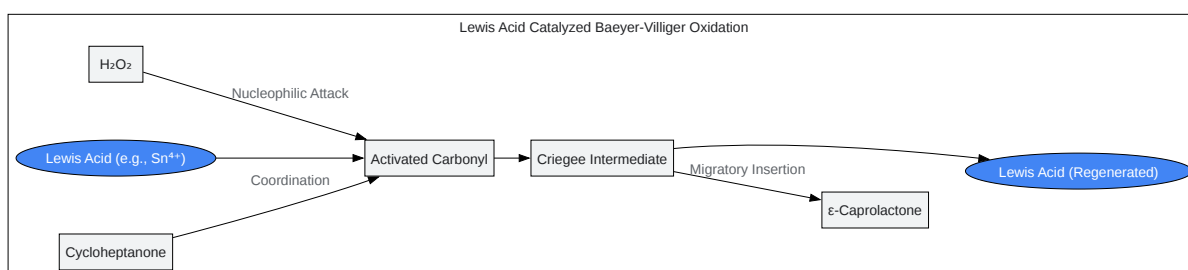 Lewis Acid Catalyzed Baeyer-Villiger Oxidation
H₂O₂
Nucleophilic Attack
Lewis Acid (e.g., Sn⁴⁺)
Activated Carbonyl
Criegee Intermediate
Lewis Acid (Regenerated)
Migratory Insertion
Coordination
ε-Caprolactone
Cycloheptanone